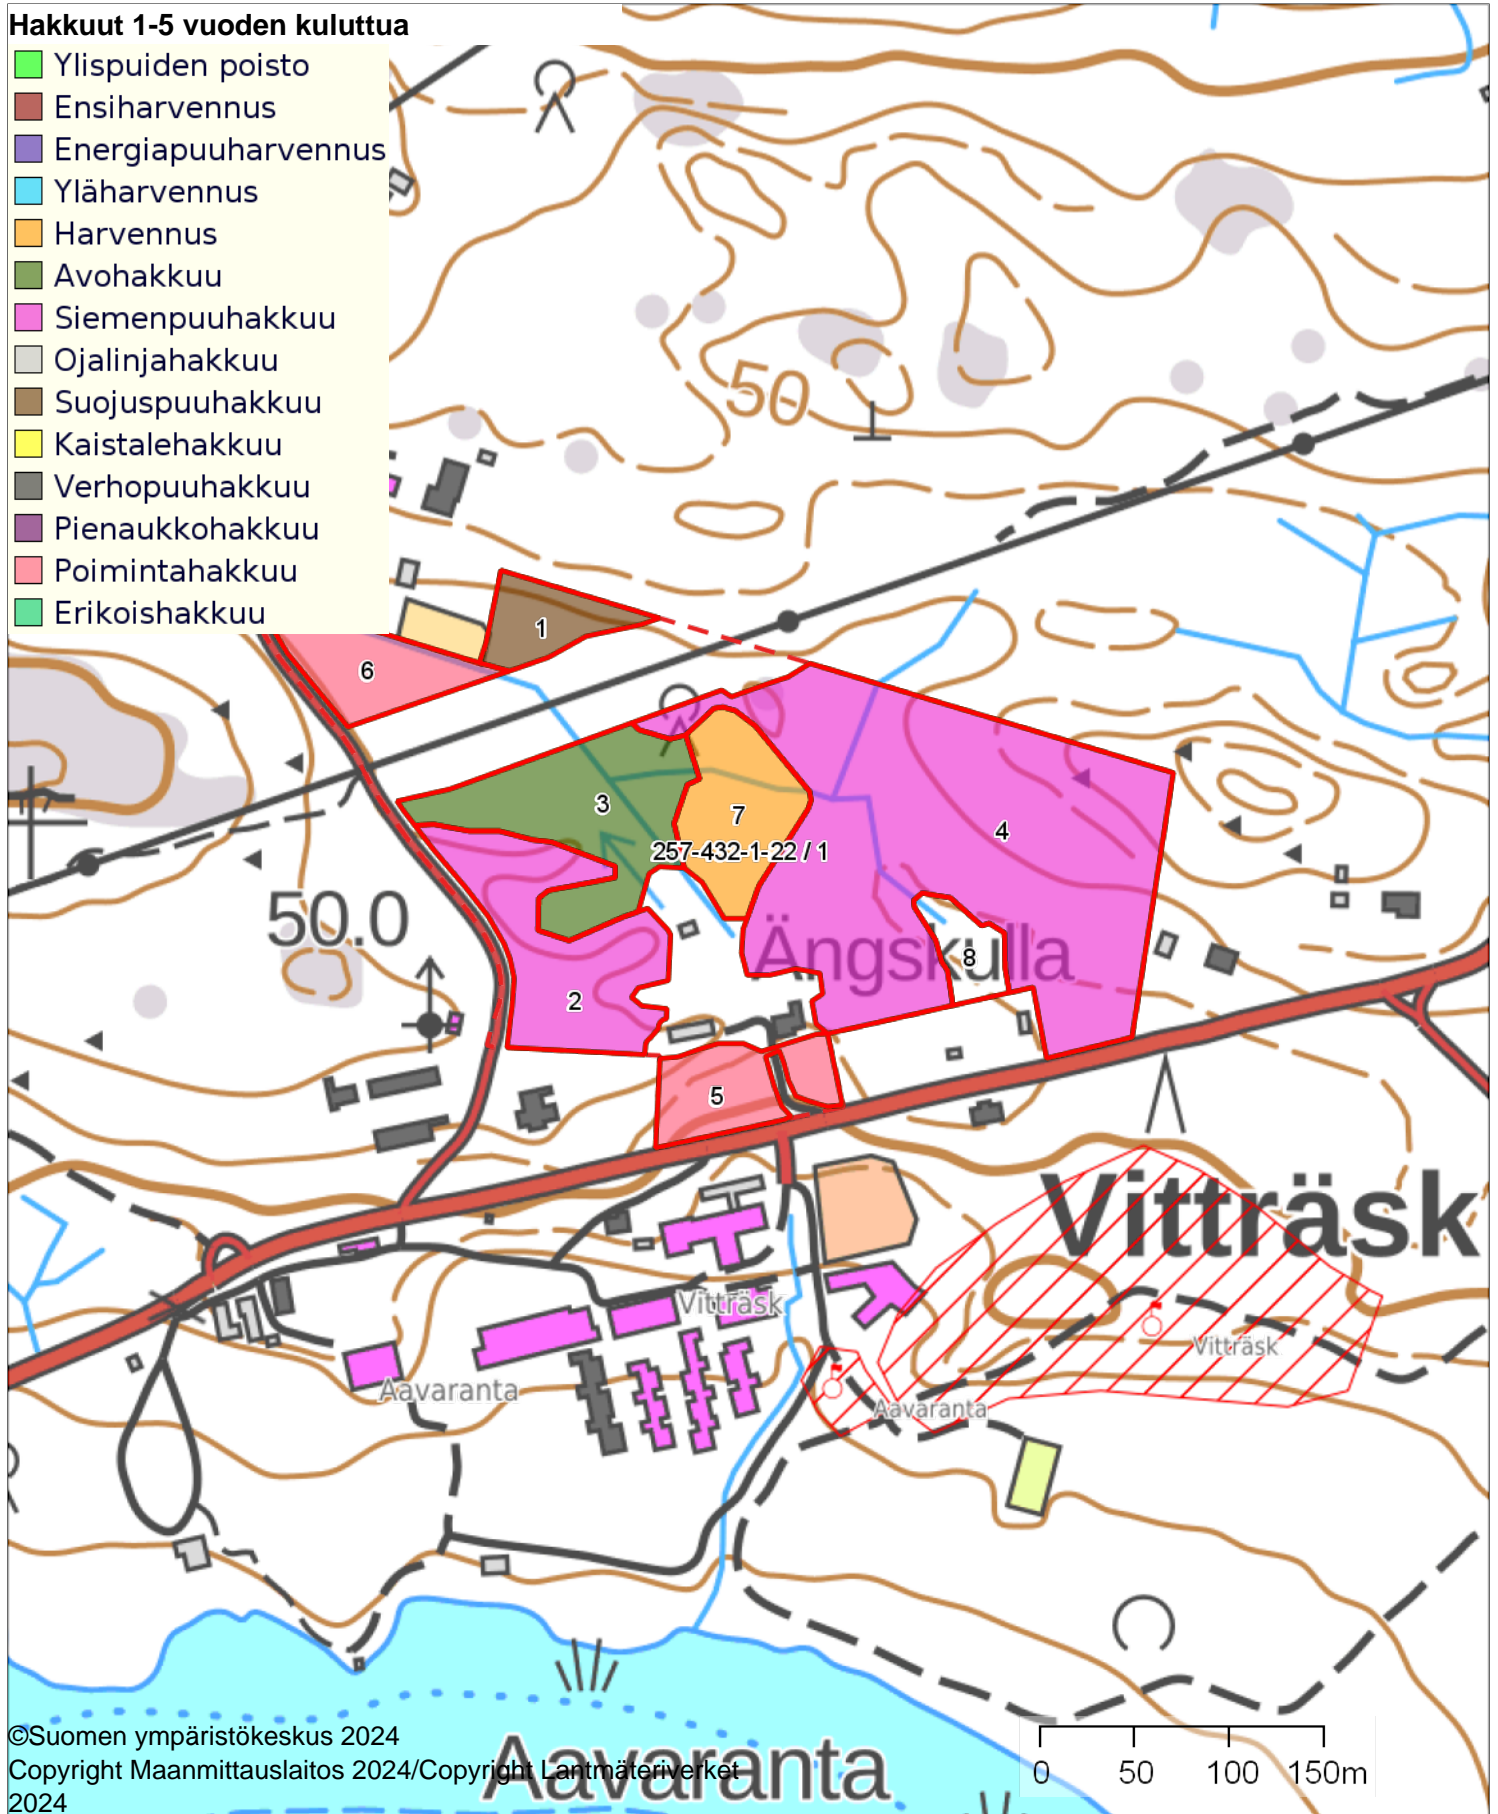 Hakkuut 1-5 vuoden kuluttua
Ylispuiden poisto
Ensiharvennus
Energiapuuharvennus
Yläharvennus
Harvennus
Avohakkuu
Siemenpuuhakkuu
Ojalinjahakkuu
Suojuspuuhakkuu
Kaistalehakkuu
Verhopuuhakkuu
Pienaukkohakkuu
Poimintahakkuu
Erikoishakkuu
50
1
6
3
7
4
257-432-1-22 / 1
50.0
Ängskulla
8
2
5
Vitträsk
Vitträsk
Vitträsk
Aavaranta
Aavaranta
©Suomen ympäristökeskus 2024
Copyright Maanmittauslaitos 2024/Copyright Lantmäteriverket
2024
Aavaranta
0 50 100 150m